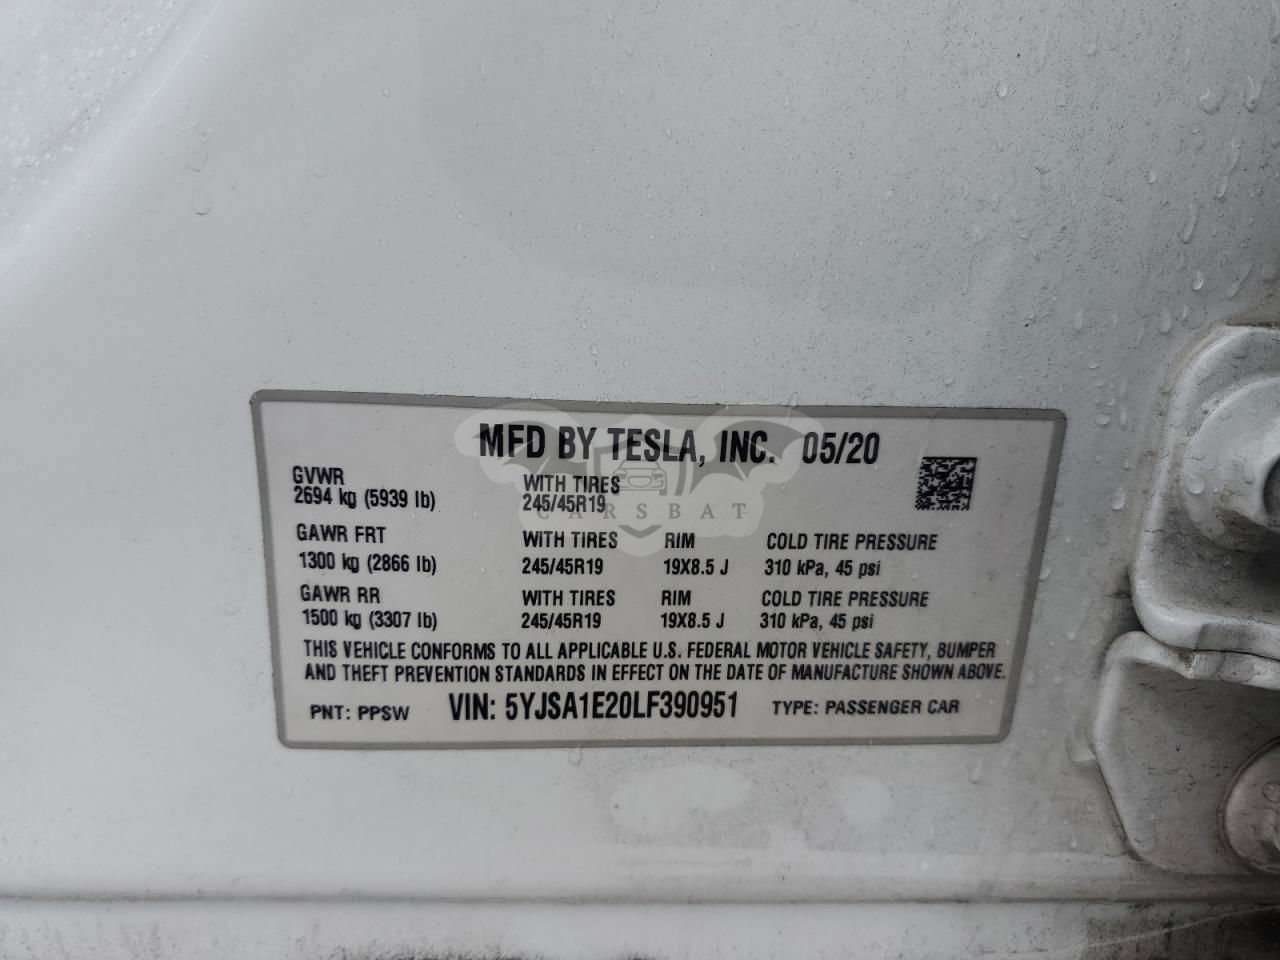 MFD BY TESLA, INC. 05/20
GVWR
2694 kg (5939 lb)
WITH TIRES
245/45R19
CARSBAT
GAWR FRT
1300 kg (2866 lb)
WITH TIRES
245/45R19
RIM
19X8.5 J
COLD TIRE PRESSURE
310 kPa, 45 psi
GAWR RR
1500 kg (3307 lb)
WITH TIRES
245/45R19
RIM
19X8.5 J
COLD TIRE PRESSURE
310 kPa, 45 psi
THIS VEHICLE CONFORMS TO ALL APPLICABLE U.S. FEDERAL MOTOR VEHICLE SAFETY, BUMPER
AND THEFT PREVENTION STANDARDS IN EFFECT ON THE DATE OF MANUFACTURE SHOWN ABOVE.
PNT: PPSW VIN: 5YJSA1E20LF390951 TYPE: PASSENGER CAR